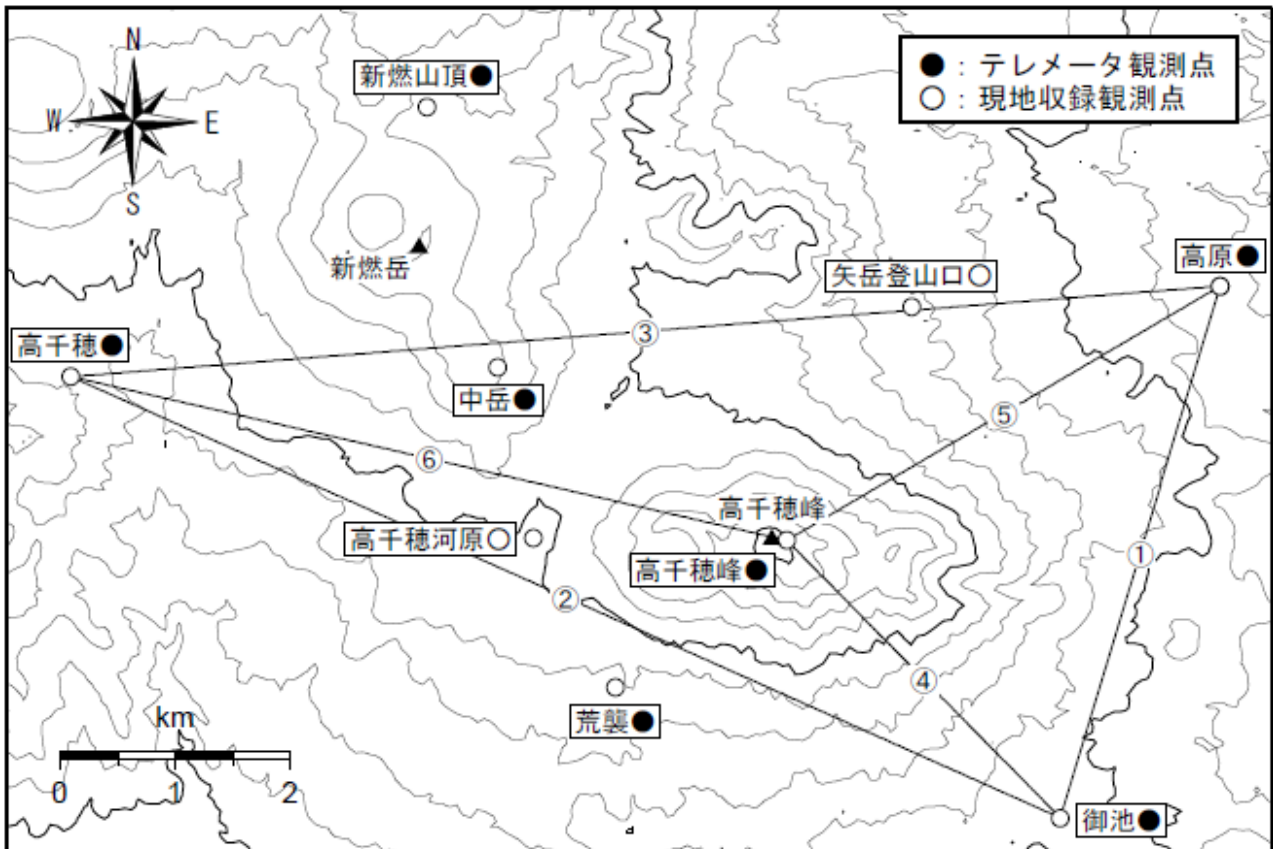 N
W
E
S
新燃山頂●
●：テレメータ観測点
○：現地収録観測点
新燃岳
矢岳登山口○
高原●
高千穂●
③
中岳●
⑤
⑥
高千穂峰
高千穂河原○
高千穂峰●
①
②
④
荒襲●
km
0 1 2
御池●